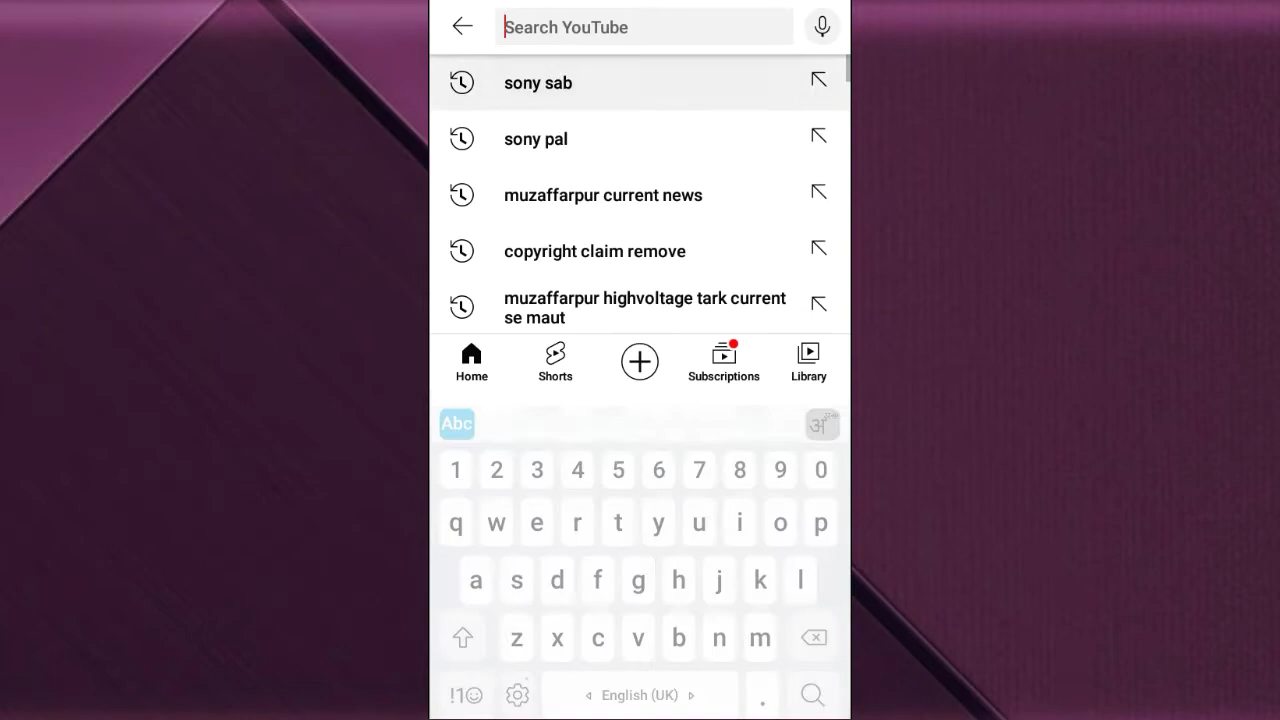 Search YouTube
sony sab
sony pal
muzaffarpur current news
copyright claim remove
muzaffarpur highvoltage tark current
se maut
Home
Shorts
Subscriptions
Library
Abc
अ
1 2 3 4 5 6 7 8 9 0
q w e r t y u i o p
a s d f g h j k l
z x c v b n m
!1☺ English (UK) .